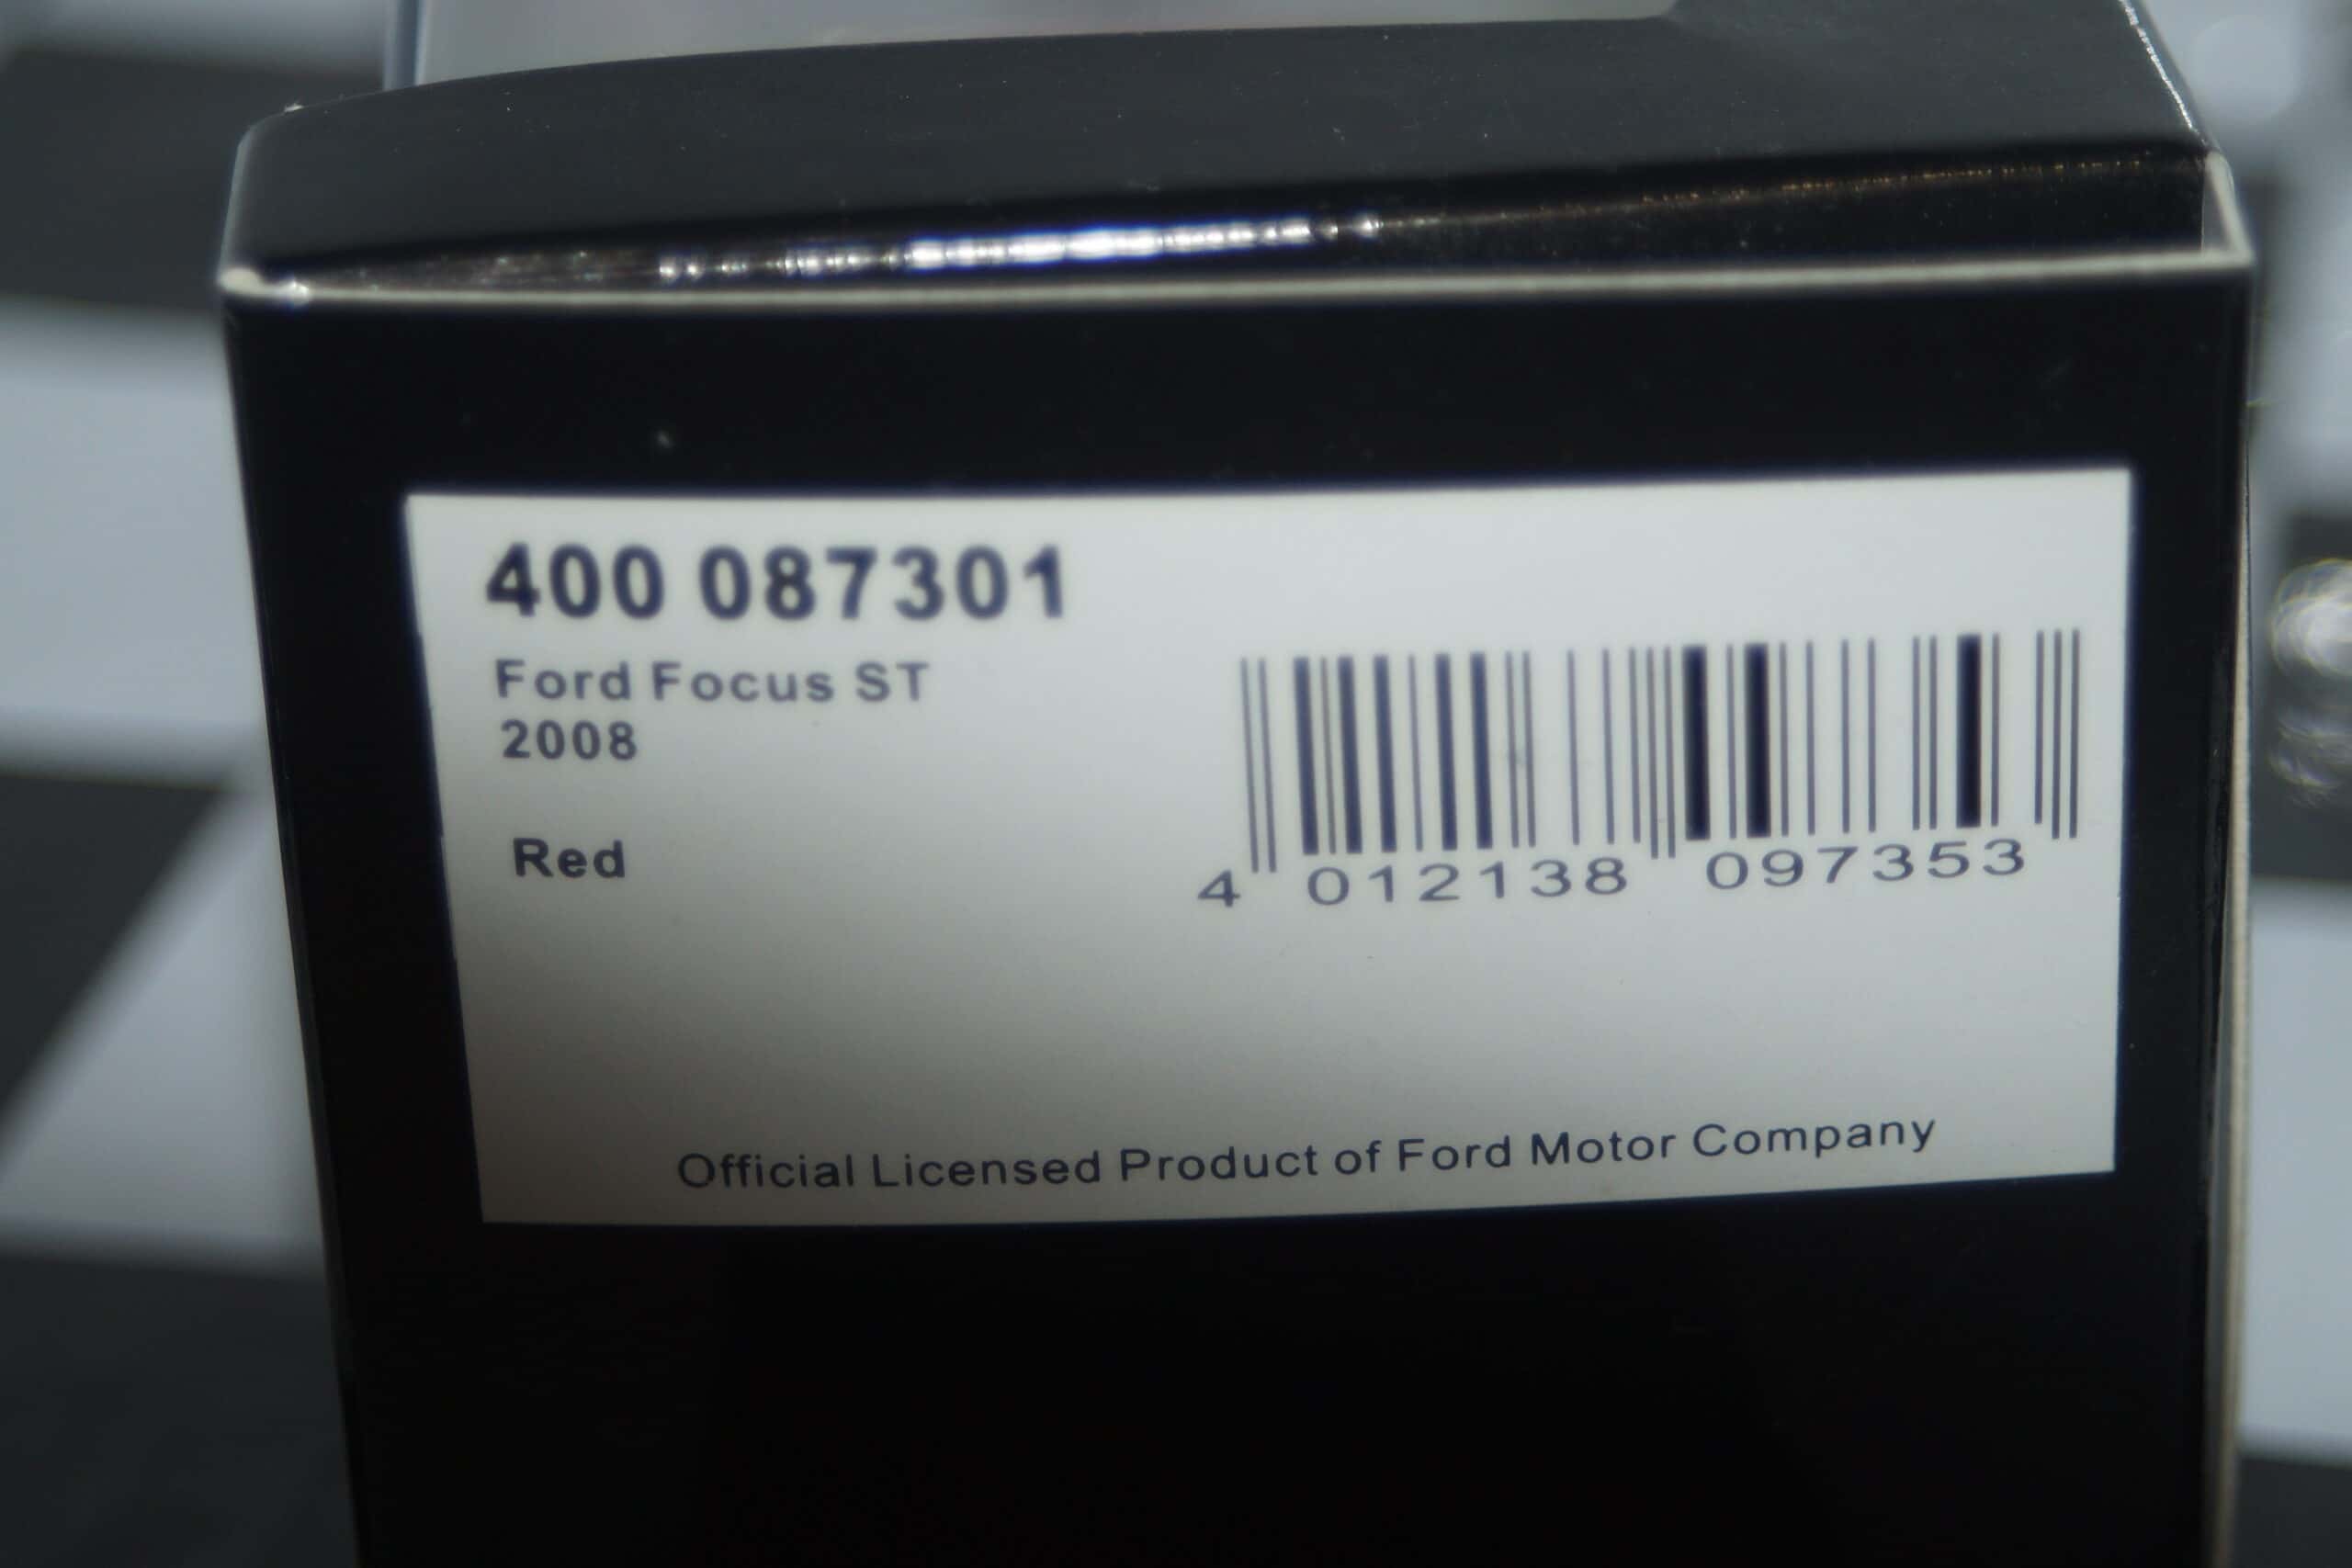 400 087301
Ford Focus ST
2008
Red
4 012138 097353
Official Licensed Product of Ford Motor Company